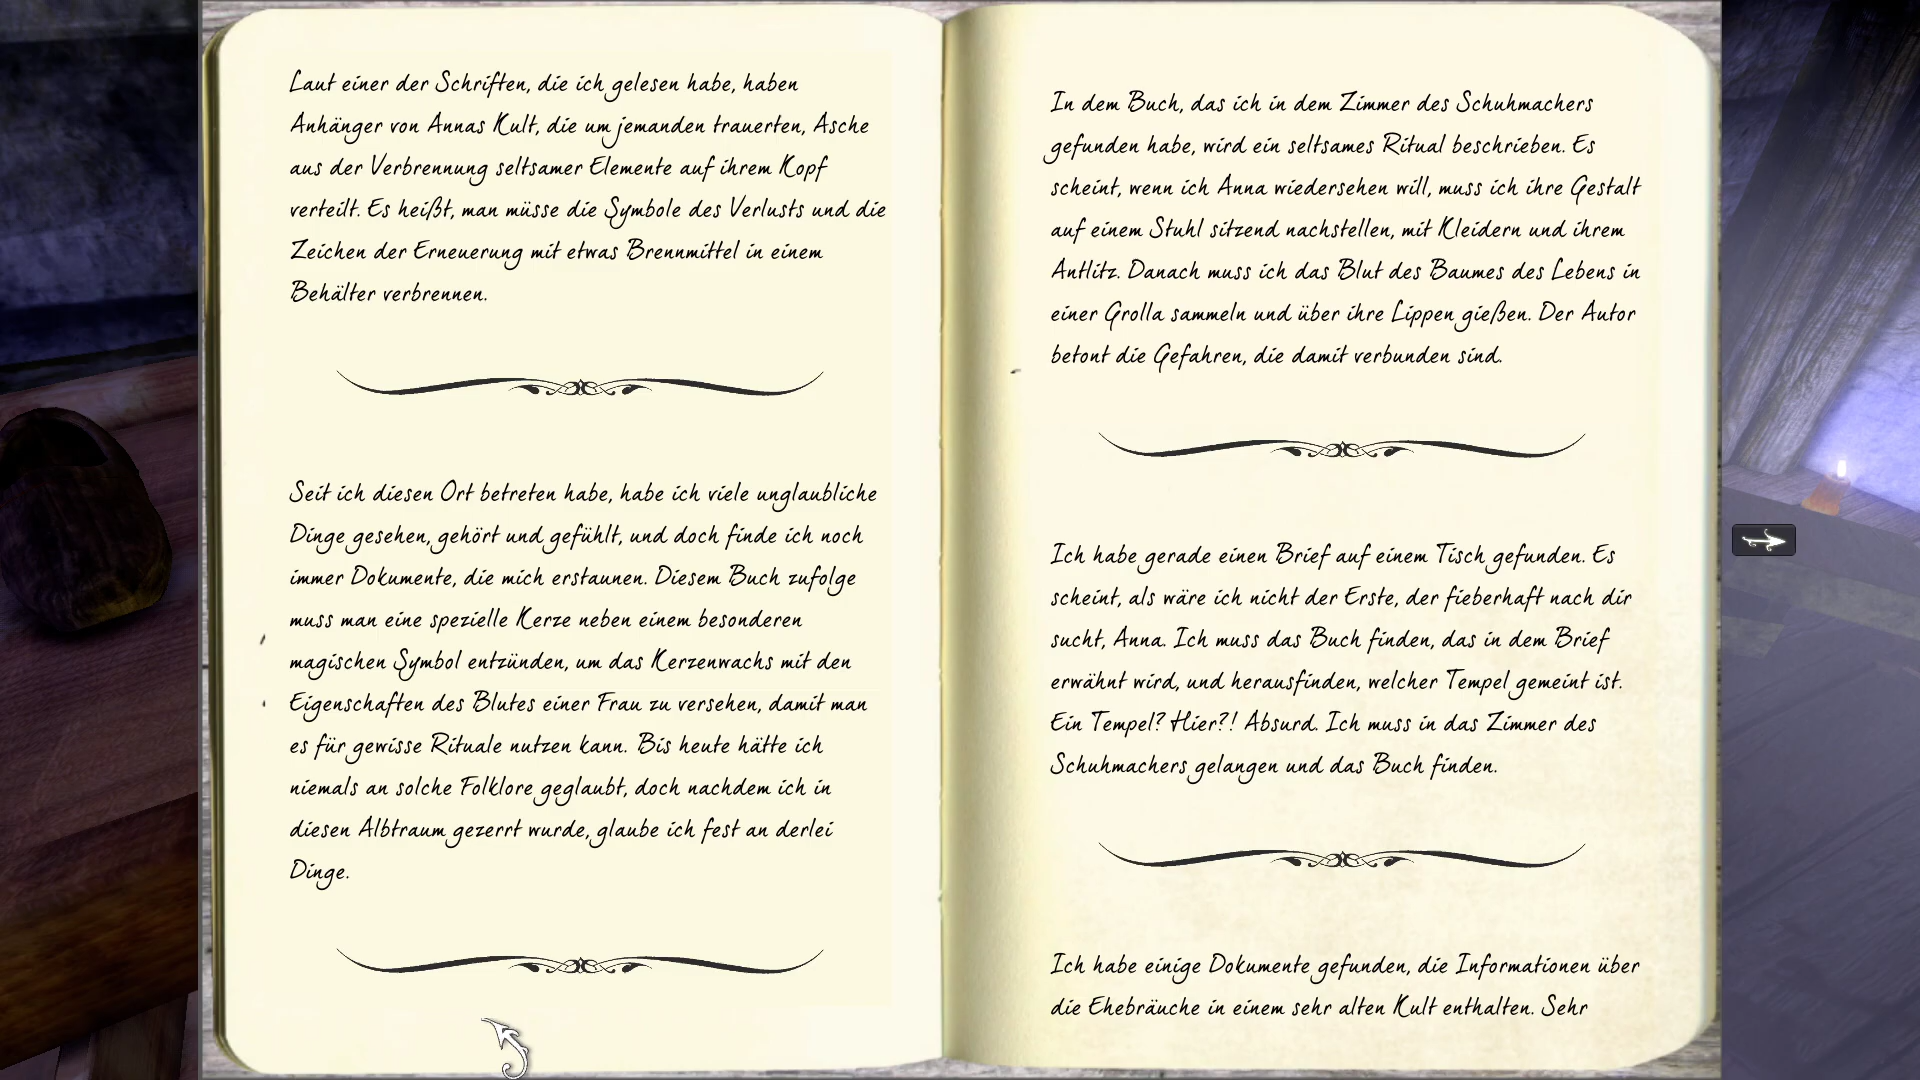 Laut einer der Schriften, die ich gelesen habe, haben
Anhänger von Annas Kult, die um jemanden trauerten, Asche
aus der Verbrennung seltsamer Elemente auf ihrem Kopf
verteilt. Es heißt, man müsse die Symbole des Verlusts und die
Zeichen der Erneuerung mit etwas Brennmittel in einem
Behälter verbrennen.
Seit ich diesen Ort betreten habe, habe ich viele unglaubliche
Dinge gesehen, gehört und gefühlt, und doch finde ich noch
immer Dokumente, die mich erstaunen. Diesem Buch zufolge
muss man eine spezielle Kerze neben einem besonderen
magischen Symbol entzünden, um das Kerzenwachs mit den
Eigenschaften des Blutes einer Frau zu versehen, damit man
es für gewisse Rituale nutzen kann. Bis heute hätte ich
niemals an solche Folklore geglaubt, doch nachdem ich in
diesen Albtraum gezerrt wurde, glaube ich fest an derlei
Dinge.
In dem Buch, das ich in dem Zimmer des Schuhmachers
gefunden habe, wird ein seltsames Ritual beschrieben. Es
scheint, wenn ich Anna wiedersehen will, muss ich ihre Gestalt
auf einem Stuhl sitzend nachstellen, mit Kleidern und ihrem
Antlitz. Danach muss ich das Blut des Baumes des Lebens in
einer Grolla sammeln und über ihre Lippen gießen. Der Autor
betont die Gefahren, die damit verbunden sind.
Ich habe gerade einen Brief auf einem Tisch gefunden. Es
scheint, als wäre ich nicht der Erste, der fieberhaft nach dir
sucht, Anna. Ich muss das Buch finden, das in dem Brief
erwähnt wird, und herausfinden, welcher Tempel gemeint ist.
Ein Tempel? Hier?! Absurd. Ich muss in das Zimmer des
Schuhmachers gelangen und das Buch finden.
Ich habe einige Dokumente gefunden, die Informationen über
die Ehebräuche in einem sehr alten Kult enthalten. Sehr